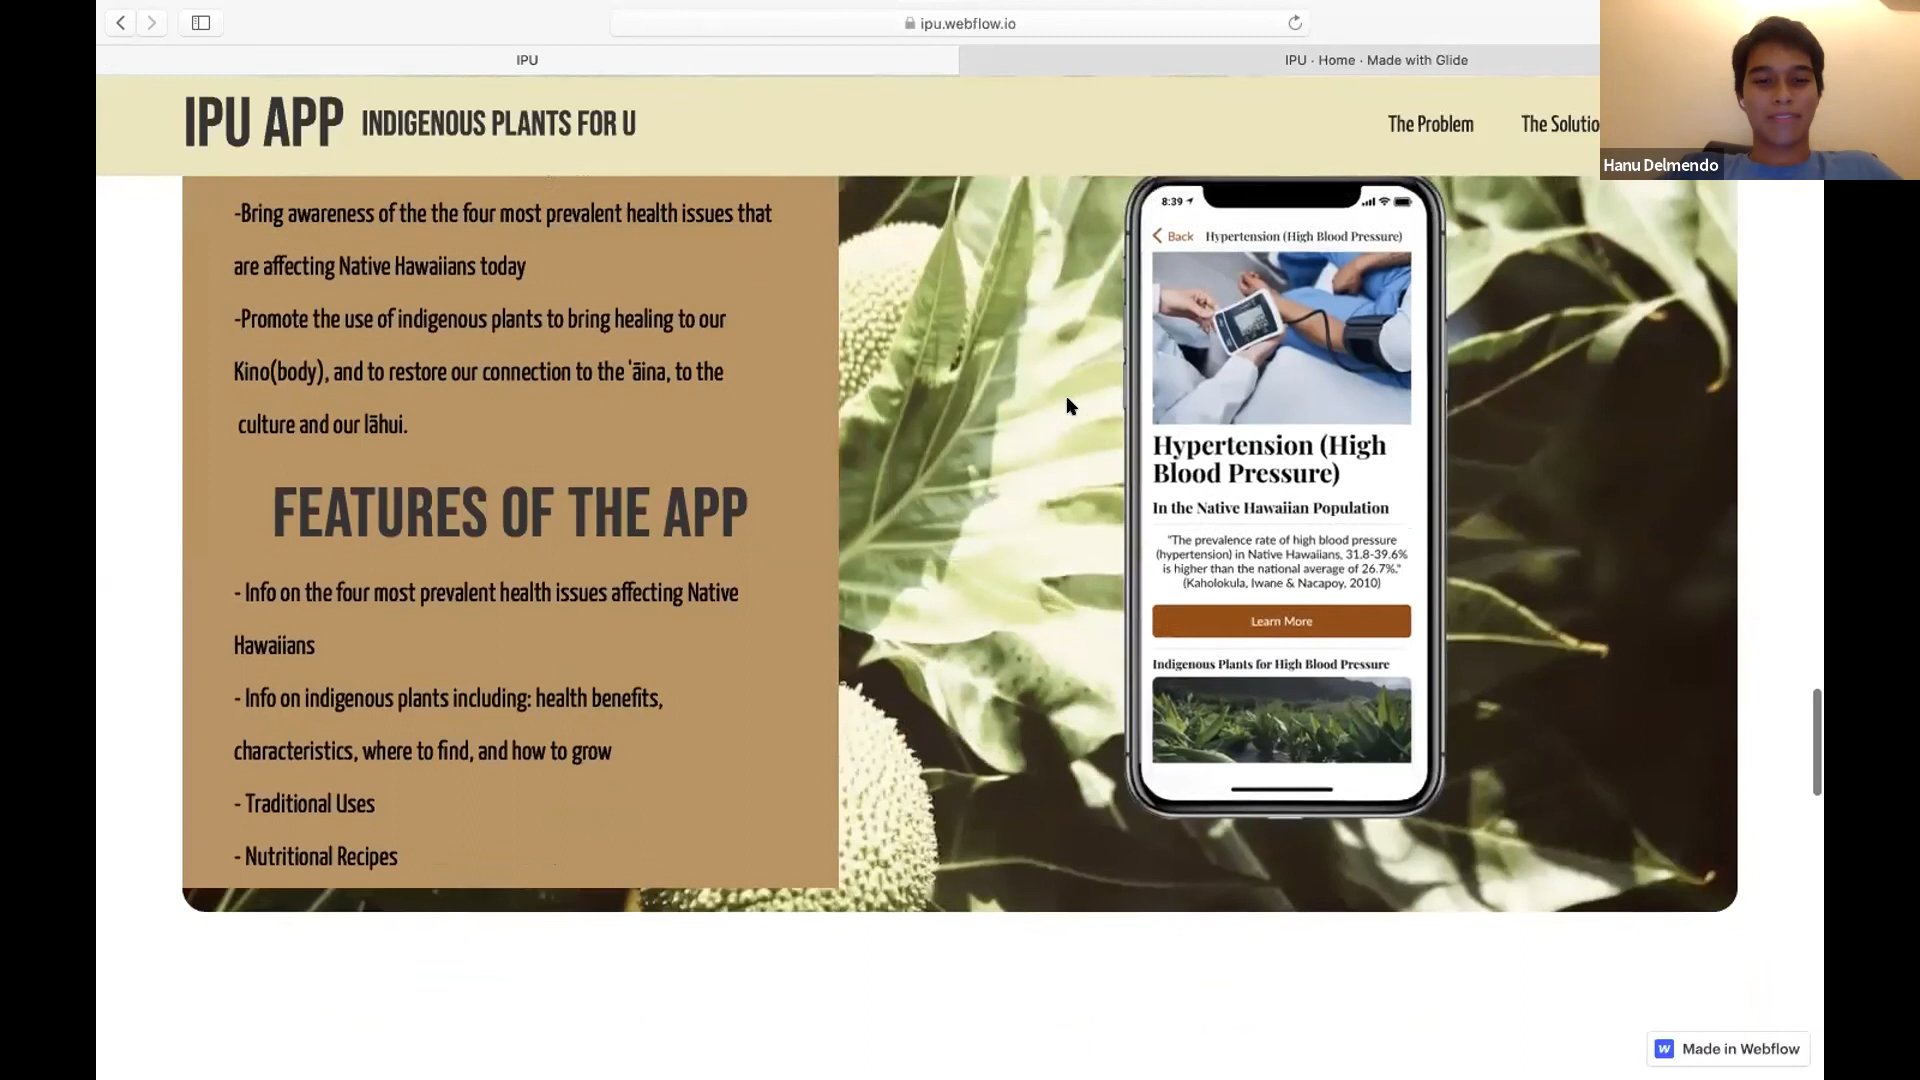 ipu.webflow.io
IPU
IPU · Home · Made with Glide
IPU APP INDIGENOUS PLANTS FOR U
The Problem
The Solutio
Hanu Delmendo
-Bring awareness of the the four most prevalent health issues that
are affecting Native Hawaiians today
-Promote the use of indigenous plants to bring healing to our
Kino(body), and to restore our connection to the 'āina, to the
culture and our lāhui.
FEATURES OF THE APP
- Info on the four most prevalent health issues affecting Native
Hawaiians
- Info on indigenous plants including: health benefits,
characteristics, where to find, and how to grow
- Traditional Uses
- Nutritional Recipes
8:39
Back Hypertension (High Blood Pressure)
Hypertension (High
Blood Pressure)
In the Native Hawaiian Population
"The prevalence rate of high blood pressure
(hypertension) in Native Hawaiians, 31.8-39.6%
is higher than the national average of 26.7%."
(Kaholokula, Iwane & Nacapoy, 2010)
Learn More
Indigenous Plants for High Blood Pressure
W Made in Webflow